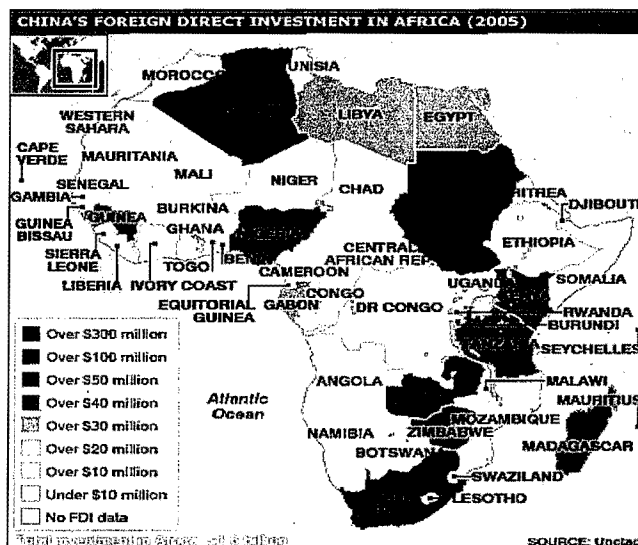 CHINA'S FOREIGN DIRECT INVESTMENT IN AFRICA (2005)
MOROCCO
UNISIA
WESTERN
SAHARA
LIBYA
EGYPT
CAPE
VERDE
MAURITANIA
MALI
NIGER
CHAD
SENEGAL
GAMBIA
GUINEA
BISSAU
GUINEA
BURKINA
GHANA
ERITREA
DJIBOUTI
ETHIOPIA
SIERRA
LEONE
LIBERIA
IVORY COAST
TOGO
BENIN
CENTRAL
AFRICAN REP
CAMEROON
EQUITORIAL
GUINEA
GABON
CONGO
DR CONGO
UGANDA
SOMALIA
RWANDA
BURUNDI
TANZANIA
SEYCHELLES
ANGOLA
MALAWI
MOZAMBIQUE
MAURITIUS
ZIMBABWE
NAMIBIA
BOTSWANA
MADAGASCAR
SWAZILAND
LESOTHO
Atlantic
Ocean
Over $300 million
Over $100 million
Over $50 million
Over $40 million
Over $30 million
Over $20 million
Over $10 million
Under $10 million
No FDI data
SOURCE: Unctad